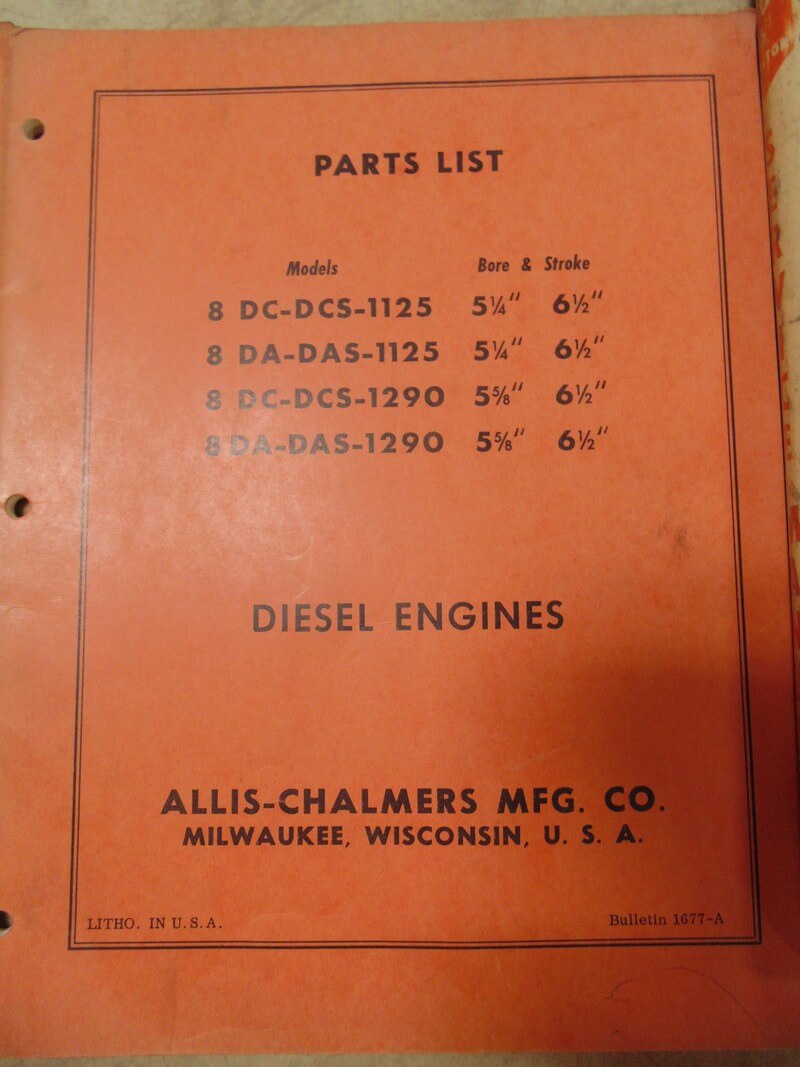 PARTS LIST
Models Bore & Stroke
8 DC-DCS-1125 5¼" 6½"
8 DA-DAS-1125 5¼" 6½"
8 DC-DCS-1290 5⅝" 6½"
8 DA-DAS-1290 5⅝" 6½"
DIESEL ENGINES
ALLIS-CHALMERS MFG. CO.
MILWAUKEE, WISCONSIN, U. S. A.
LITHO. IN U.S.A. Bulletin 1677-A